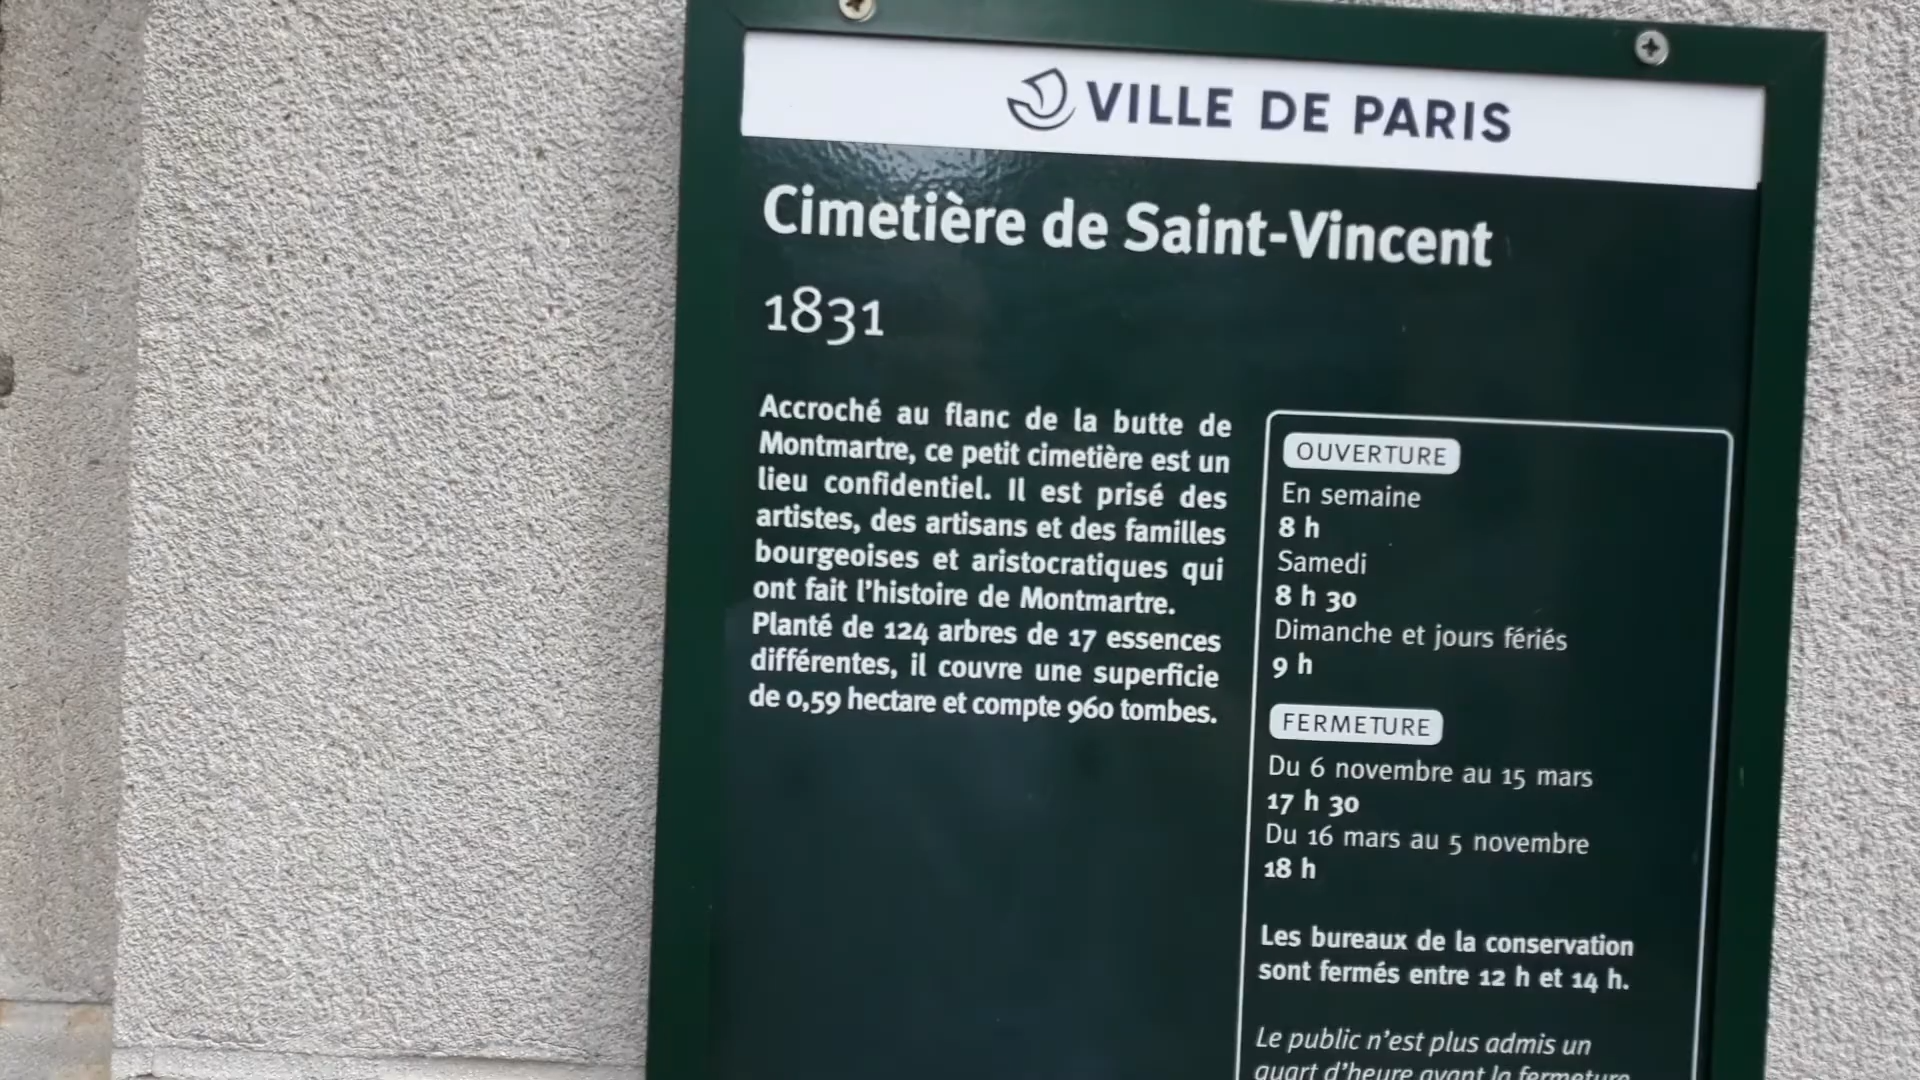 VILLE DE PARIS
Cimetière de Saint-Vincent
1831
Accroché au flanc de la butte de
Montmartre, ce petit cimetière est un
lieu confidentiel. Il est prisé des
artistes, des artisans et des familles
bourgeoises et aristocratiques qui
ont fait l'histoire de Montmartre.
Planté de 124 arbres de 17 essences
différentes, il couvre une superficie
de 0,59 hectare et compte 960 tombes.
OUVERTURE
En semaine
8 h
Samedi
8 h 30
Dimanche et jours fériés
9 h
FERMETURE
Du 6 novembre au 15 mars
17 h 30
Du 16 mars au 5 novembre
18 h
Les bureaux de la conservation
sont fermés entre 12 h et 14 h.
Le public n'est plus admis un
quart d'heure avant la fermeture